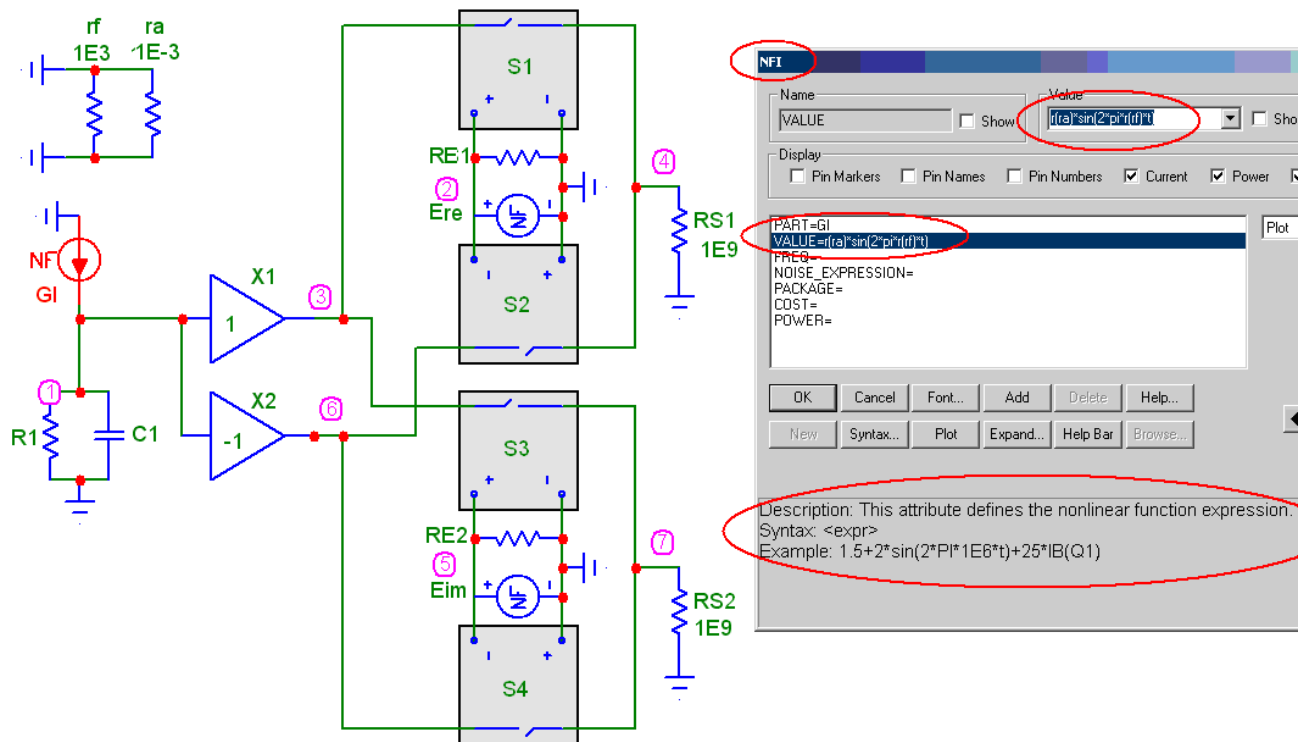 rf ra
1E3 1E-3
NF
GI
1
R1
C1
X1
1
X2
-1
3
6
S1
+ -
RE1
2
Ere
+ NF -
- +
S2
4
RS1
1E9
S3
+ -
RE2
5
Eim
+ NF -
- +
S4
7
RS2
1E9
NFI
Name
VALUE
Show
Value
r(ra)*sin(2*pi*r(rf)*t)
Sho
Display
Pin Markers Pin Names Pin Numbers Current Power
PART=GI
VALUE=r(ra)*sin(2*pi*r(rf)*t)
FREQ=
NOISE_EXPRESSION=
PACKAGE=
COST=
POWER=
Plot
OK Cancel Font... Add Delete Help...
New Syntax... Plot Expand... Help Bar Browse...
Description: This attribute defines the nonlinear function expression.
Syntax: <expr>
Example: 1.5+2*sin(2*PI*1E6*t)+25*IB(Q1)